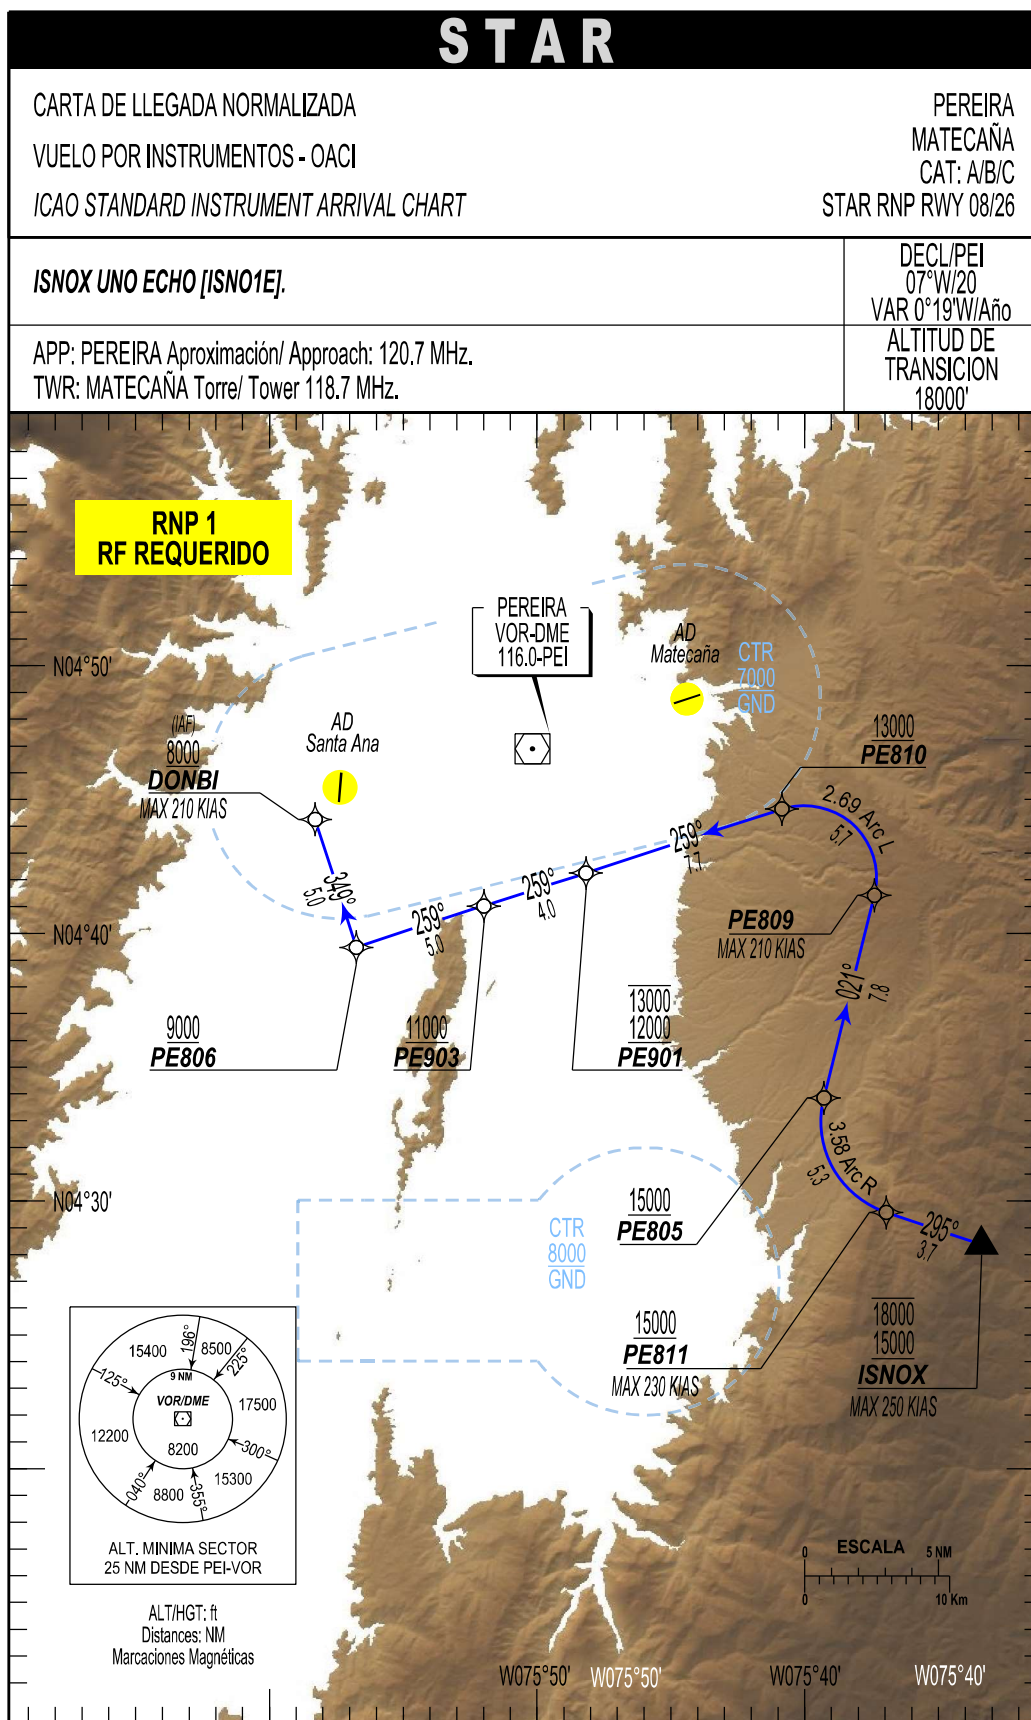 STAR
CARTA DE LLEGADA NORMALIZADA
VUELO POR INSTRUMENTOS - OACI
ICAO STANDARD INSTRUMENT ARRIVAL CHART
PEREIRA
MATECAÑA
CAT: A/B/C
STAR RNP RWY 08/26
ISNOX UNO ECHO [ISNO1E].
DECL/PEI
07°W/20
VAR 0°19'W/Año
APP: PEREIRA Aproximación/ Approach: 120.7 MHz.
TWR: MATECAÑA Torre/ Tower 118.7 MHz.
ALTITUD DE
TRANSICION
18000'
RNP 1
RF REQUERIDO
PEREIRA
VOR-DME
116.0-PEI
AD
Matecaña
CTR
7000
GND
N04°50'
(IAF)
8000
DONBI
MAX 210 KIAS
AD
Santa Ana
13000
PE810
2.69 Arc L
5.7
259°
7.7
259°
4.0
259°
5.0
349°
5.0
PE809
MAX 210 KIAS
N04°40'
021°
7.8
9000
PE806
11000
PE903
13000
12000
PE901
3.58 Arc R
5.3
N04°30'
15000
PE805
295°
3.7
CTR
8000
GND
15000
PE811
MAX 230 KIAS
18000
15000
ISNOX
MAX 250 KIAS
15400
196°
8500
225°
125°
9 NM
VOR/DME
17500
12200
8200
300°
040°
8800
355°
15300
ALT. MINIMA SECTOR
25 NM DESDE PEI-VOR
ALT/HGT: ft
Distances: NM
Marcaciones Magnéticas
0 ESCALA 5 NM
0 10 Km
W075°50' W075°50' W075°40' W075°40'